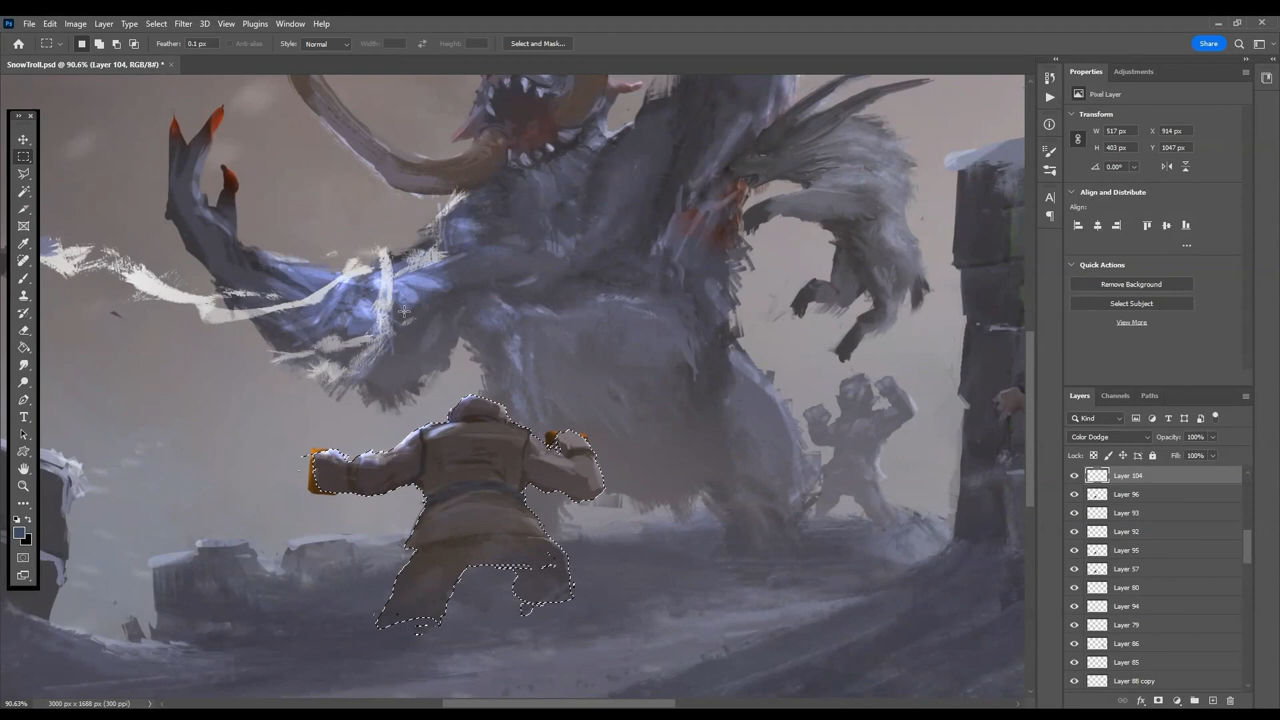 Ps File Edit Image Layer Type Select Filter 3D View Plugins Window Help
Feather: 0.1 px Anti-alias Style: Normal Width: Height: Select and Mask... Share
SnowTroll.psd @ 90.6% (Layer 104, RGB/8#) *
Properties Adjustments
Pixel Layer
Transform
W 517 px X 914 px
H 403 px Y 1047 px
0.00°
Align and Distribute
Align:
Quick Actions
Remove Background
Select Subject
View More
Layers Channels Paths
Kind
Color Dodge Opacity: 100%
Lock: Fill: 100%
Layer 104
Layer 96
Layer 93
Layer 92
Layer 95
Layer 57
Layer 80
Layer 94
Layer 79
Layer 86
Layer 85
Layer 88 copy
90.63% 3000 px x 1688 px (300 ppi)